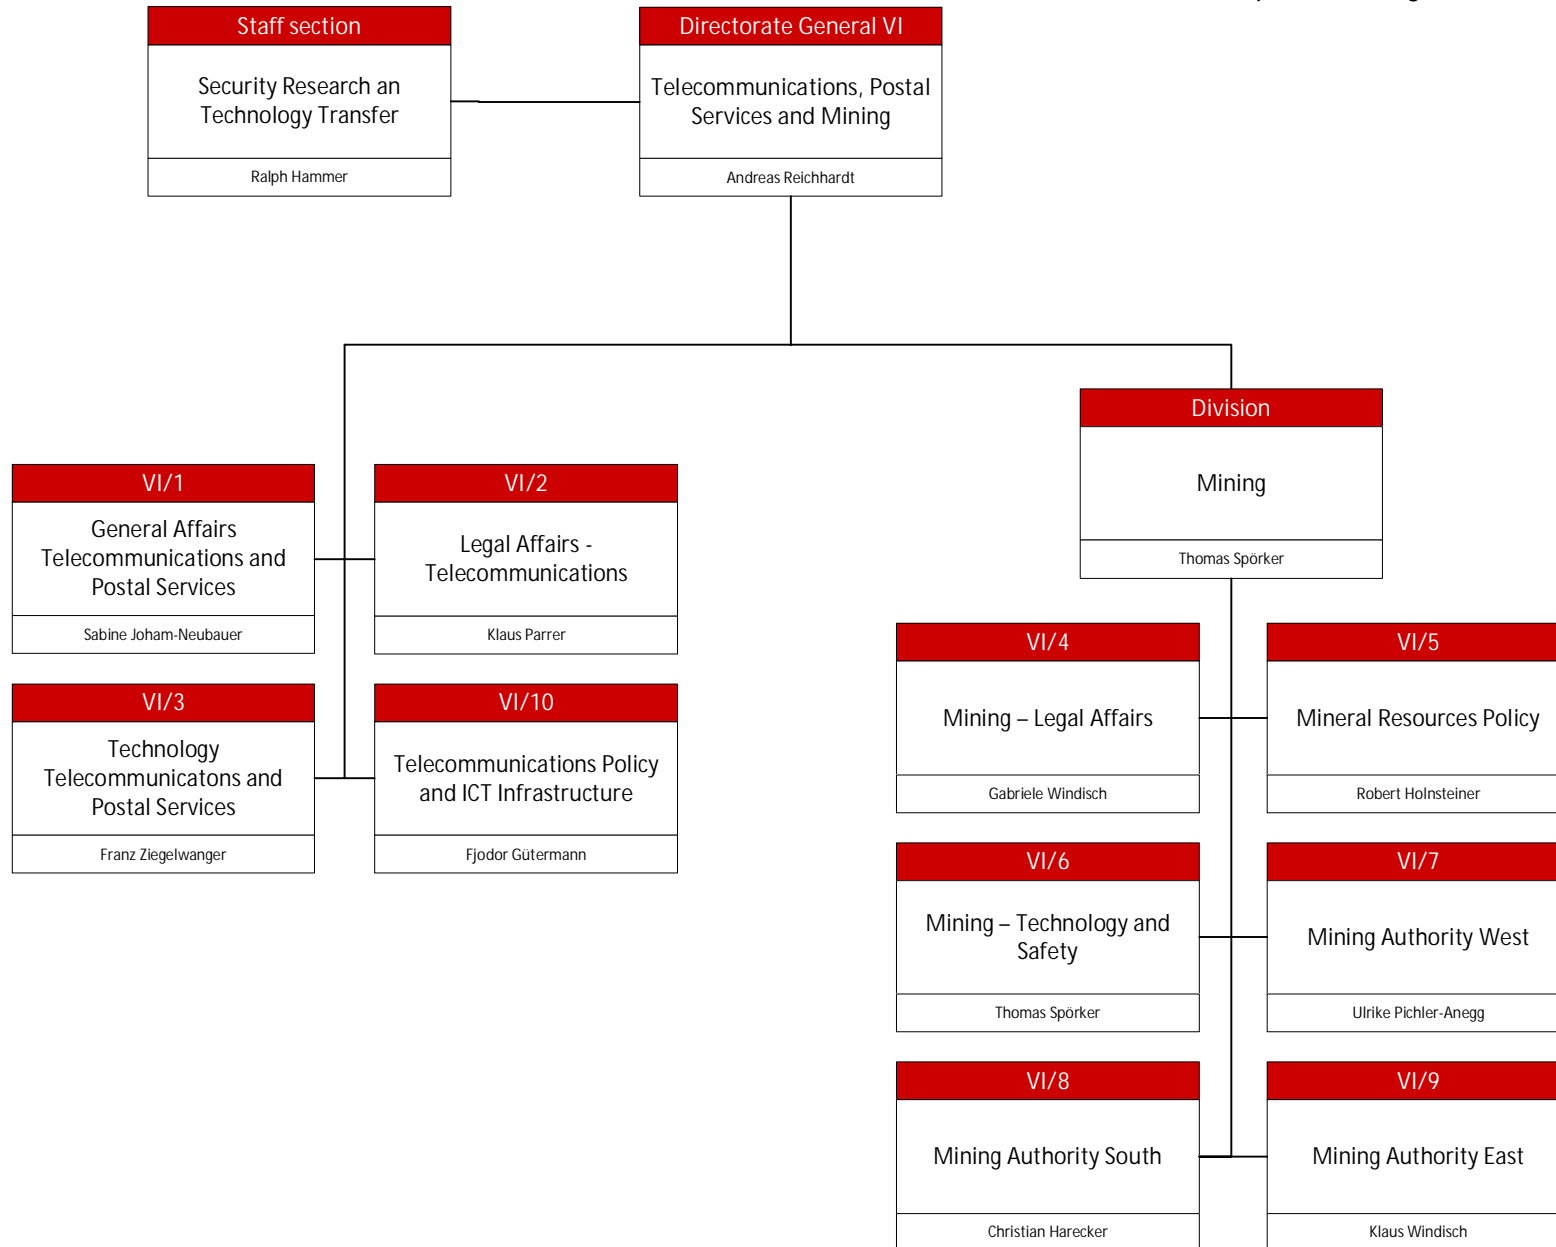 Staff section
Security Research an
Technology Transfer
Ralph Hammer
Directorate General VI
Telecommunications, Postal
Services and Mining
Andreas Reichhardt
Division
Mining
Thomas Spörker
VI/1
General Affairs
Telecommunications and
Postal Services
Sabine Joham-Neubauer
VI/2
Legal Affairs -
Telecommunications
Klaus Parrer
VI/3
Technology
Telecommunicatons and
Postal Services
Franz Ziegelwanger
VI/10
Telecommunications Policy
and ICT Infrastructure
Fjodor Gütermann
VI/4
Mining – Legal Affairs
Gabriele Windisch
VI/5
Mineral Resources Policy
Robert Holnsteiner
VI/6
Mining – Technology and
Safety
Thomas Spörker
VI/7
Mining Authority West
Ulrike Pichler-Anegg
VI/8
Mining Authority South
Christian Harecker
VI/9
Mining Authority East
Klaus Windisch